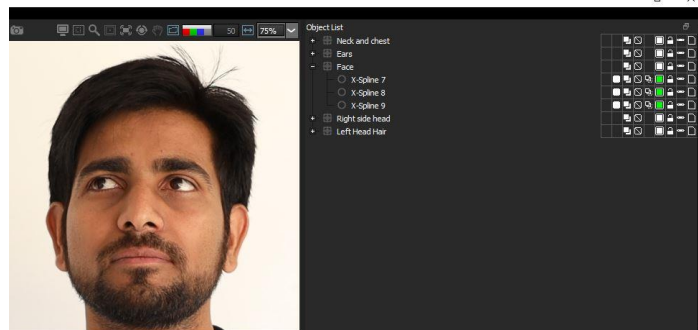 50 75% Object List
Neck and chest
Ears
Face
X-Spline 7
X-Spline 8
X-Spline 9
Right side head
Left Head Hair